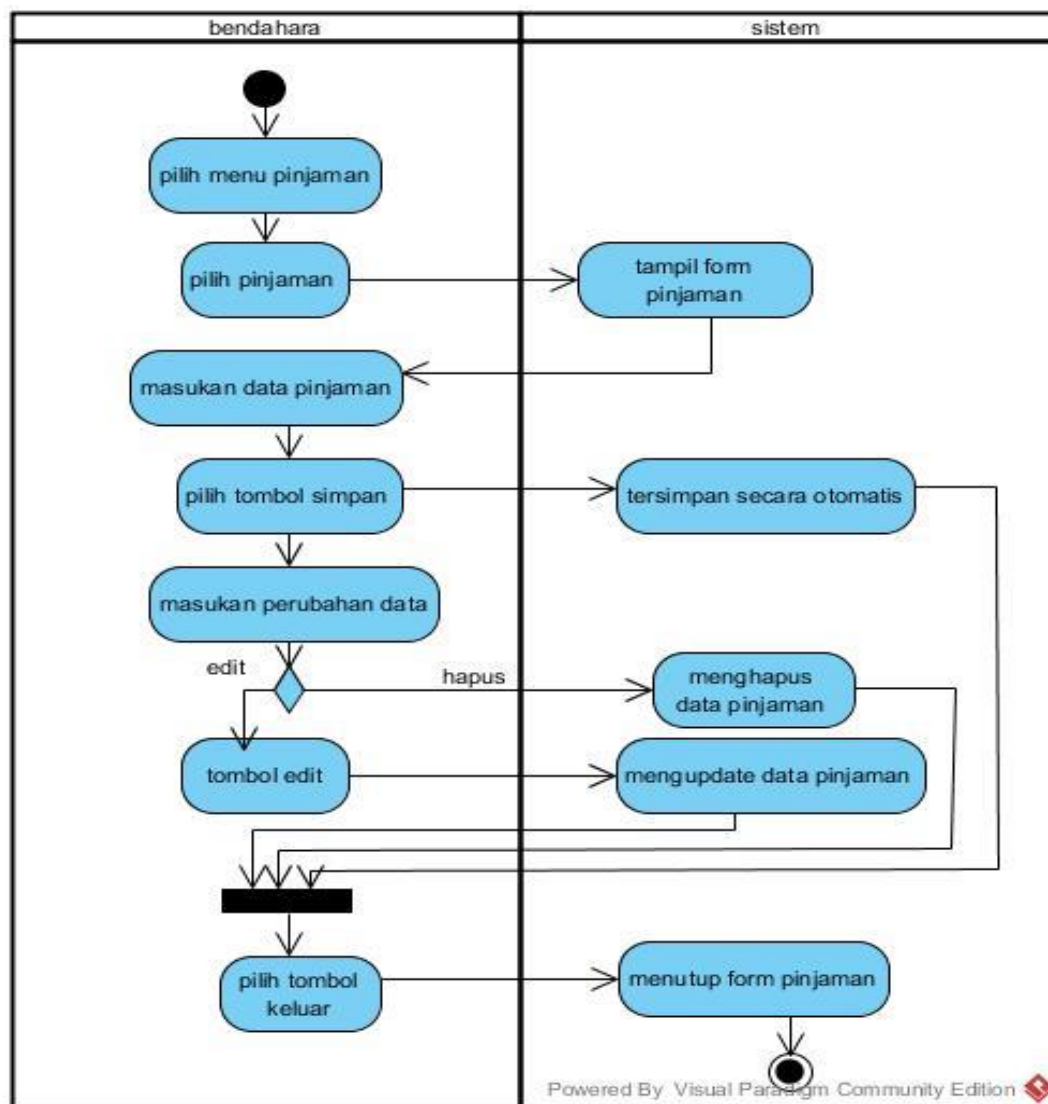 bendahara
sistem
pilih menu pinjaman
pilih pinjaman
tampil form
pinjaman
masukan data pinjaman
pilih tombol simpan
tersimpan secara otomatis
masukan perubahan data
edit
hapus
menghapus
data pinjaman
tombol edit
mengupdate data pinjaman
pilih tombol
keluar
menutup form pinjaman
Powered By Visual Paradigm Community Edition